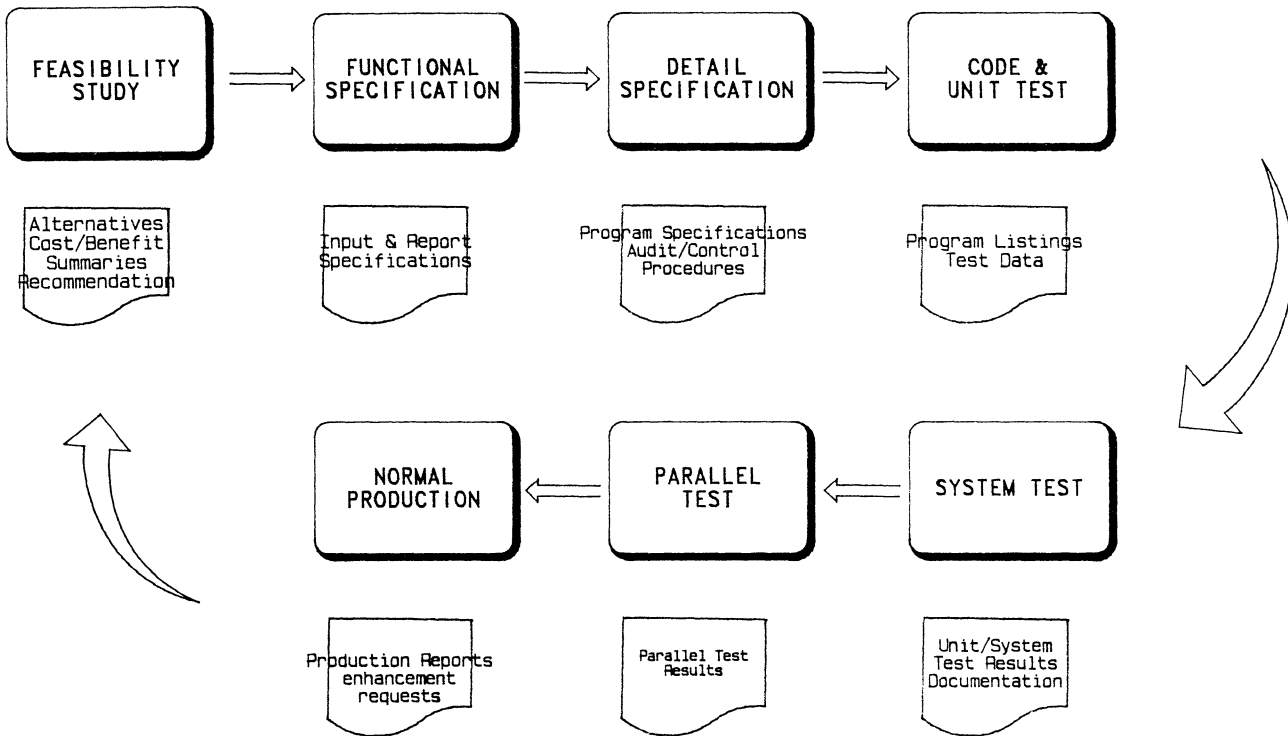 FEASIBILITY
STUDY
FUNCTIONAL
SPECIFICATION
DETAIL
SPECIFICATION
CODE &
UNIT TEST
Alternatives
Cost/Benefit
Summaries
Recommendation
Input & Report
Specifications
Program Specifications
Audit/Control
Procedures
Program Listings
Test Data
NORMAL
PRODUCTION
PARALLEL
TEST
SYSTEM TEST
Production Reports
enhancement
requests
Parallel Test
Results
Unit/System
Test Results
Documentation